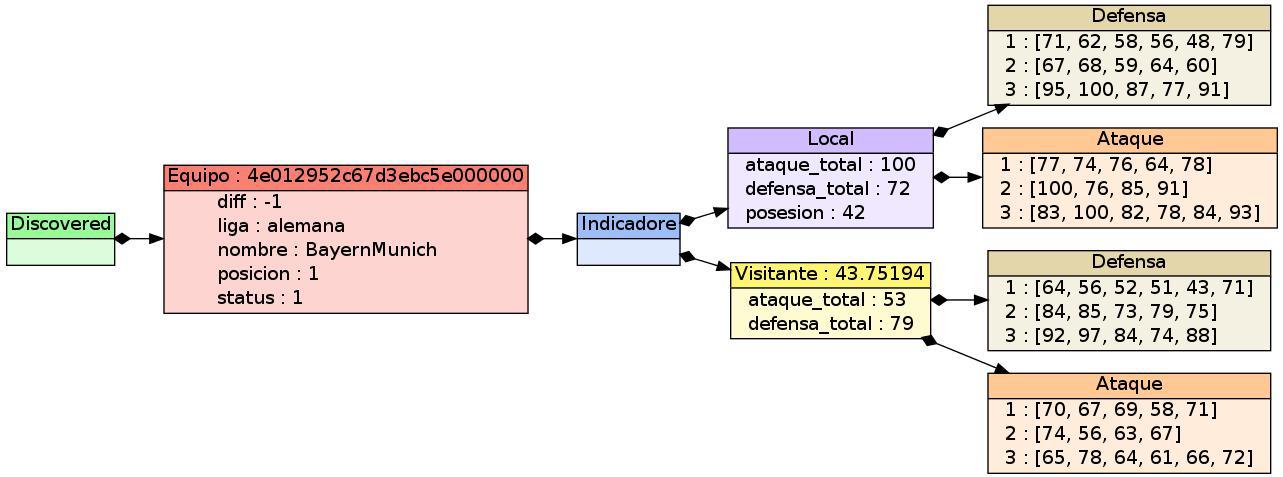 Discovered
Equipo : 4e012952c67d3ebc5e000000
diff : -1
liga : alemana
nombre : BayernMunich
posicion : 1
status : 1
Indicadore
Local
ataque_total : 100
defensa_total : 72
posesion : 42
Visitante : 43.75194
ataque_total : 53
defensa_total : 79
Defensa
1 : [71, 62, 58, 56, 48, 79]
2 : [67, 68, 59, 64, 60]
3 : [95, 100, 87, 77, 91]
Ataque
1 : [77, 74, 76, 64, 78]
2 : [100, 76, 85, 91]
3 : [83, 100, 82, 78, 84, 93]
Defensa
1 : [64, 56, 52, 51, 43, 71]
2 : [84, 85, 73, 79, 75]
3 : [92, 97, 84, 74, 88]
Ataque
1 : [70, 67, 69, 58, 71]
2 : [74, 56, 63, 67]
3 : [65, 78, 64, 61, 66, 72]